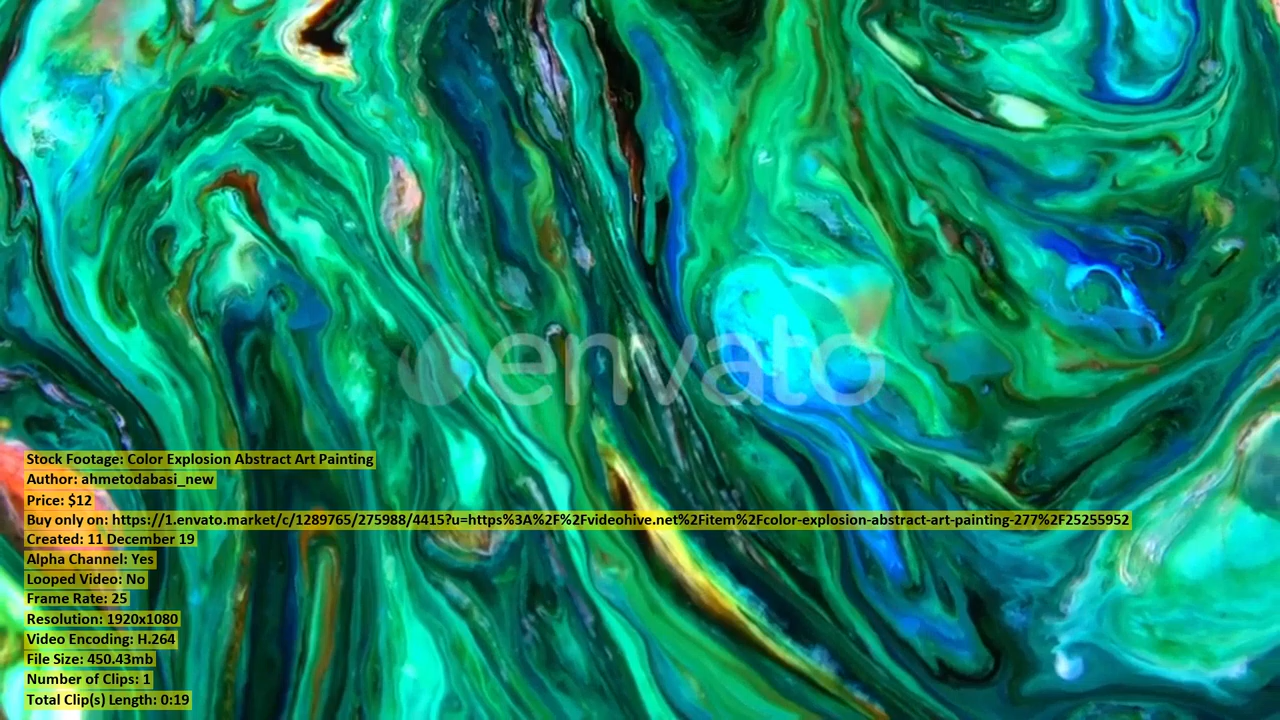 envato
Stock Footage: Color Explosion Abstract Art Painting
Author: ahmetodabasi_new
Price: $12
Buy only on: https://1.envato.market/c/1289765/275988/4415?u=https%3A%2F%2Fvideohive.net%2Fitem%2Fcolor-explosion-abstract-art-painting-277%2F25255952
Created: 11 December 19
Alpha Channel: Yes
Looped Video: No
Frame Rate: 25
Resolution: 1920x1080
Video Encoding: H.264
File Size: 450.43mb
Number of Clips: 1
Total Clip(s) Length: 0:19